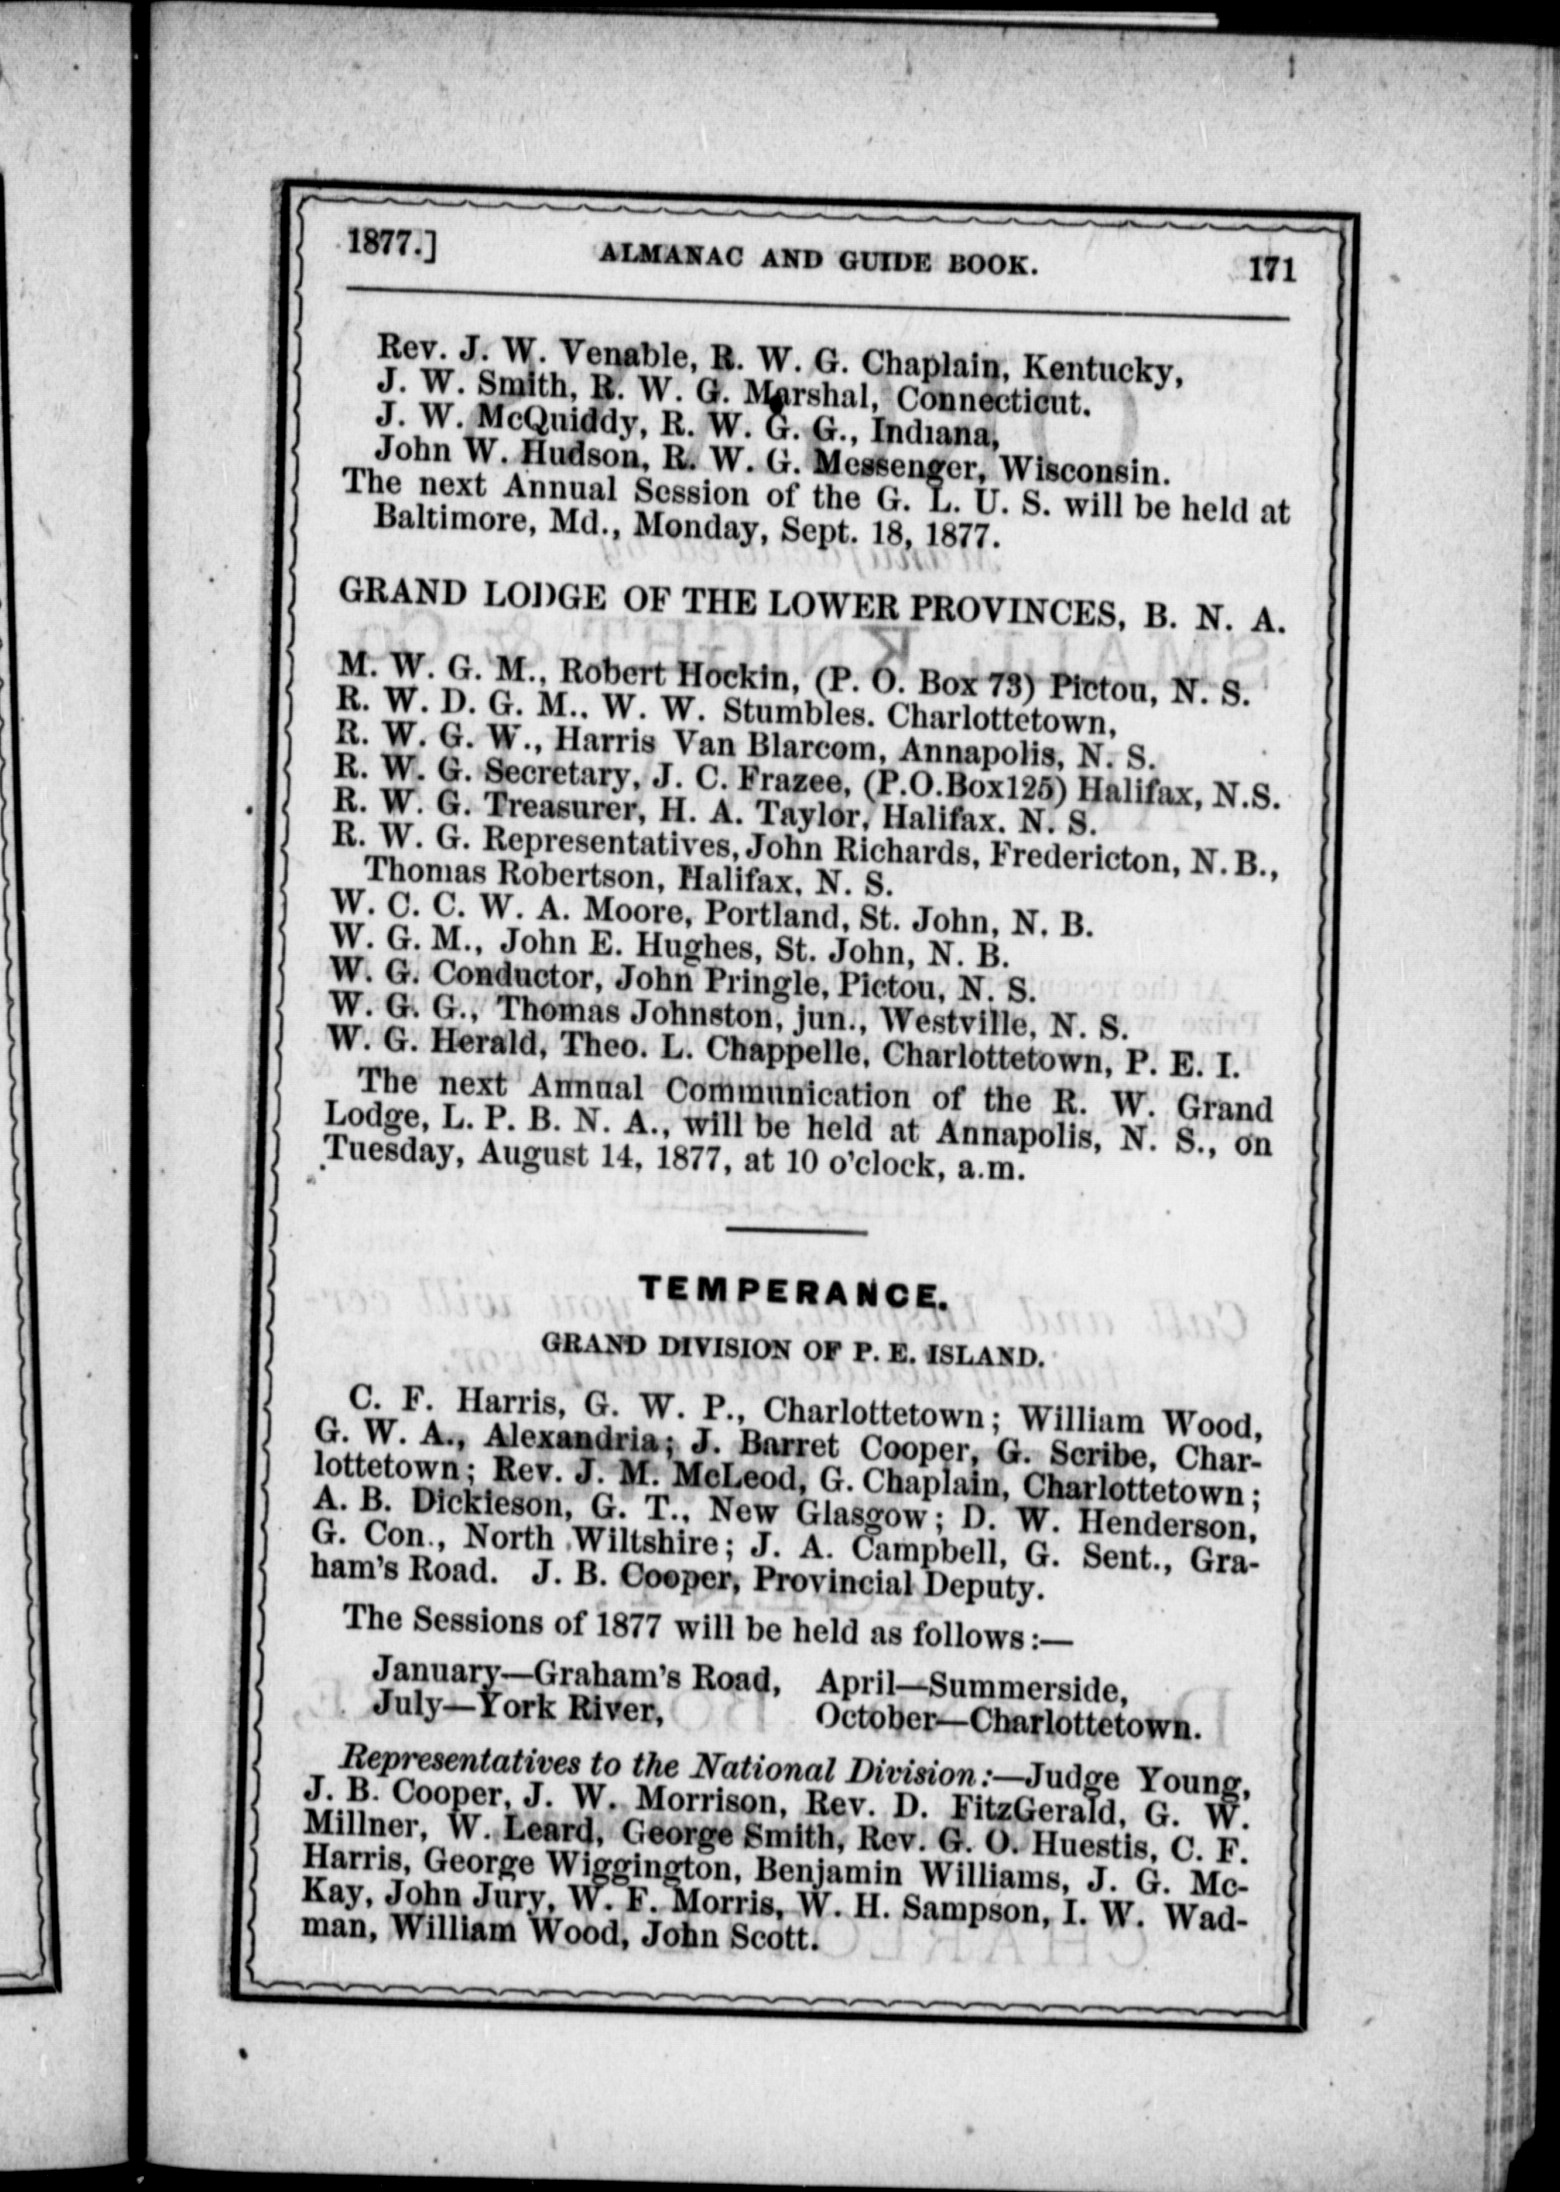 1877.] ALMANAC AND GUIDE BOOK. 171
Rev. J. W. Venable, R. W. G. Chaplain, Kentucky,
J. W. Smith, R. W. G. Marshal, Connecticut.
J. W. McQuiddy, R. W. G. G., Indiana,
John W. Hudson, R. W. G. Messenger, Wisconsin.
The next Annual Session of the G. L. U. S. will be held at
Baltimore, Md., Monday, Sept. 18, 1877.
GRAND LODGE OF THE LOWER PROVINCES, B. N. A.
M. W. G. M., Robert Hockin, (P. O. Box 73) Pictou, N. S.
R. W. D. G. M.. W. W. Stumbles. Charlottetown,
R. W. G. W., Harris Van Blarcom, Annapolis, N. S.
R. W. G. Secretary, J. C. Frazee, (P.O.Box125) Halifax, N.S.
R. W. G. Treasurer, H. A. Taylor, Halifax. N. S.
R. W. G. Representatives, John Richards, Fredericton, N.B.,
Thomas Robertson, Halifax, N. S.
W. C. C. W. A. Moore, Portland, St. John, N. B.
W. G. M., John E. Hughes, St. John, N. B.
W. G. Conductor, John Pringle, Pictou, N. S.
W. G. G., Thomas Johnston, jun., Westville, N. S.
W. G. Herald, Theo. L. Chappelle, Charlottetown, P. E. I.
The next Annual Communication of the R. W. Grand
Lodge, L. P. B. N. A., will be held at Annapolis, N. S., on
Tuesday, August 14, 1877, at 10 o'clock, a.m.
TEMPERANCE.
GRAND DIVISION OF P. E. ISLAND.
C. F. Harris, G. W. P., Charlottetown; William Wood,
G. W. A., Alexandria; J. Barret Cooper, G. Scribe, Char-
lottetown; Rev. J. M. McLeod, G. Chaplain, Charlottetown;
A. B. Dickieson, G. T., New Glasgow; D. W. Henderson,
G. Con., North Wiltshire; J. A. Campbell, G. Sent., Gra-
ham's Road. J. B. Cooper, Provincial Deputy.
The Sessions of 1877 will be held as follows:—
January—Graham's Road, April—Summerside,
July—York River, October—Charlottetown.
Representatives to the National Division:—Judge Young,
J. B. Cooper, J. W. Morrison, Rev. D. FitzGerald, G. W.
Millner, W. Leard, George Smith, Rev. G. O. Huestis, C. F.
Harris, George Wiggington, Benjamin Williams, J. G. Mc-
Kay, John Jury, W. F. Morris, W. H. Sampson, I. W. Wad-
man, William Wood, John Scott.